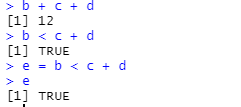 > b + c + d
[1] 12
> b < c + d
[1] TRUE
> e = b < c + d
> e
[1] TRUE